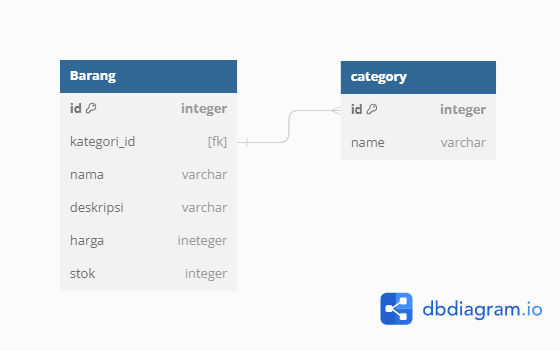 Barang
id integer
kategori_id [fk]
nama varchar
deskripsi varchar
harga ineteger
stok integer
category
id integer
name varchar
dbdiagram.io